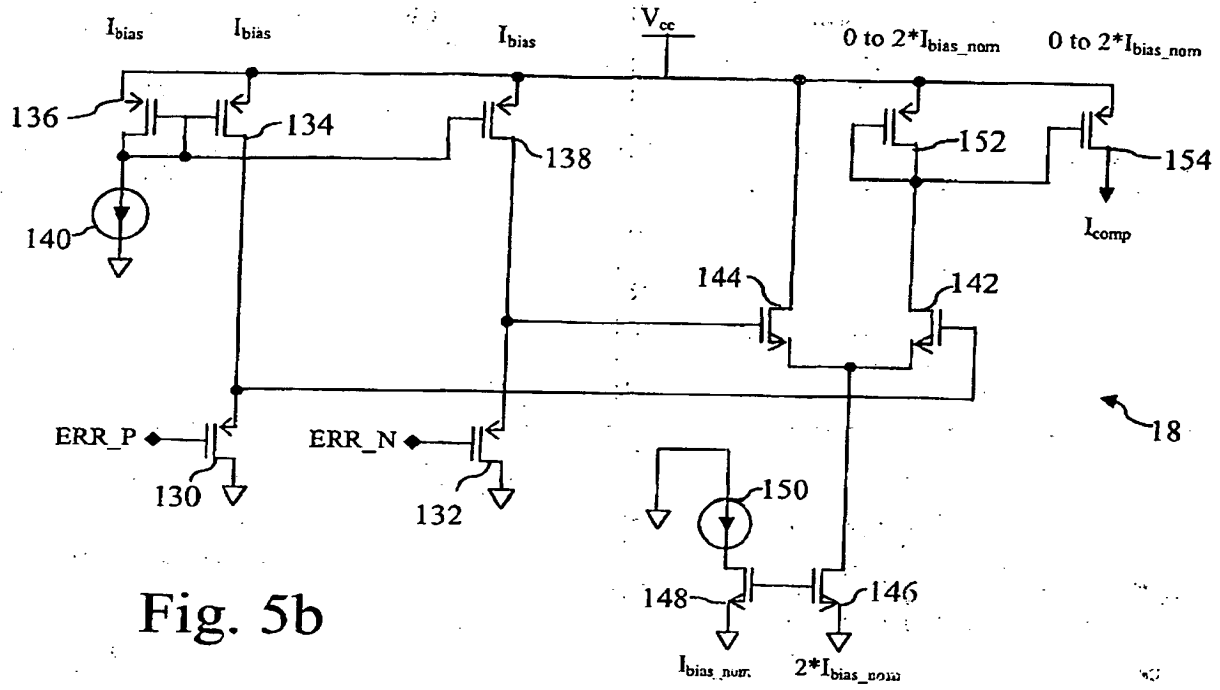 I_bias I_bias I_bias V_cc 0 to 2*I_bias_nom 0 to 2*I_bias_nom
136 134 138 152 154
140 I_comp
144 142
ERR_P ERR_N 18
130 132 150
148 146
Fig. 5b
I_bias_nom 2*I_bias_nom